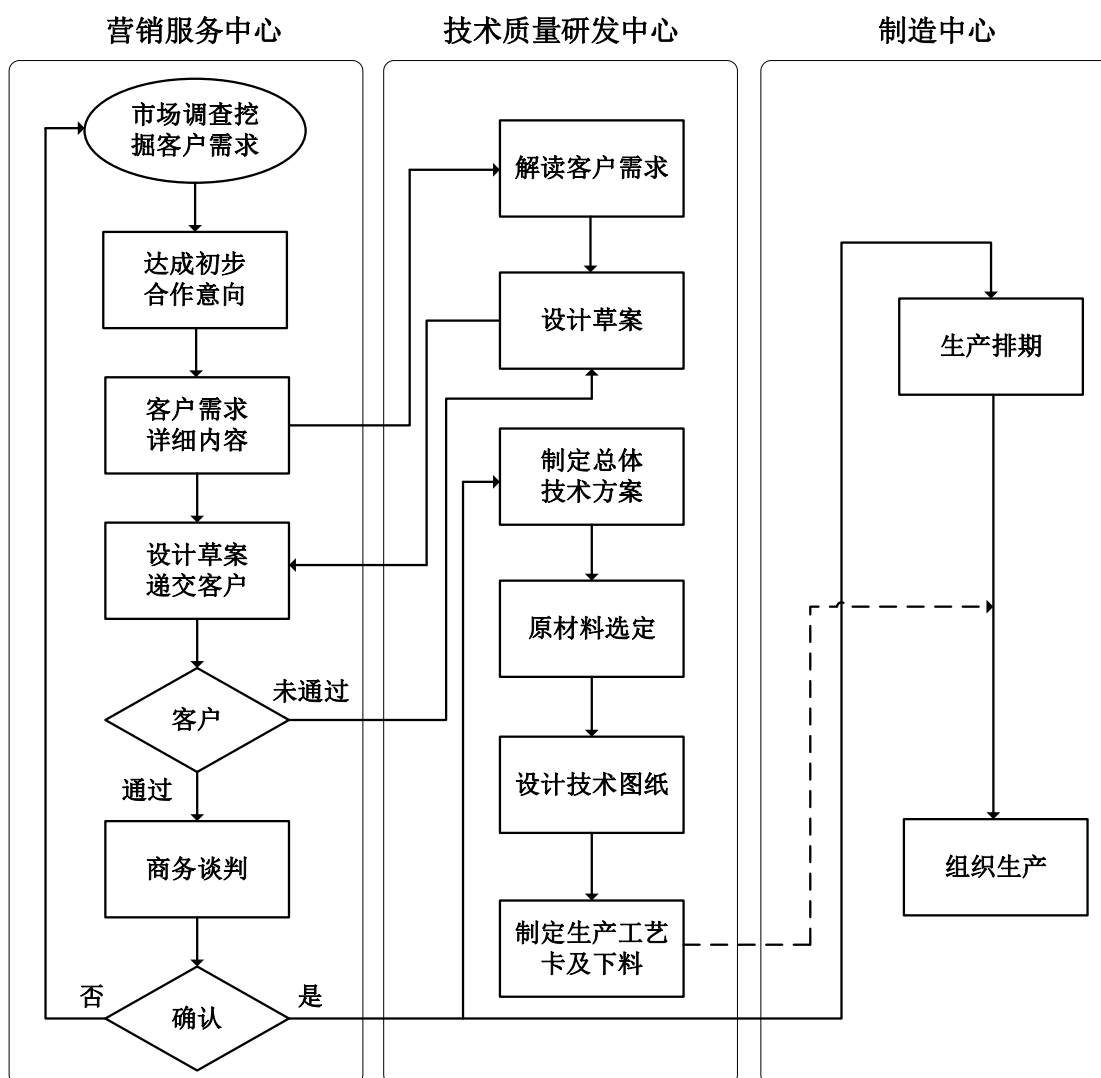 营销服务中心
技术质量研发中心
制造中心
市场调查挖
掘客户需求
达成初步
合作意向
客户需求
详细内容
设计草案
递交客户
客户
未通过
通过
商务谈判
确认
否
是
解读客户需求
设计草案
制定总体
技术方案
原材料选定
设计技术图纸
制定生产工艺
卡及下料
生产排期
组织生产